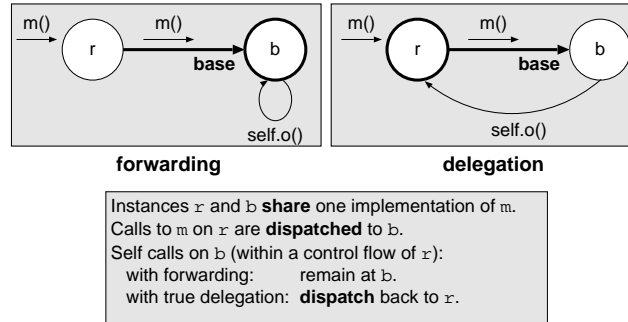 m()
m()
r
b
base
self.o()
forwarding
m()
m()
r
b
base
self.o()
delegation
Instances r and b share one implementation of m.
Calls to m on r are dispatched to b.
Self calls on b (within a control flow of r):
with forwarding: remain at b.
with true delegation: dispatch back to r.